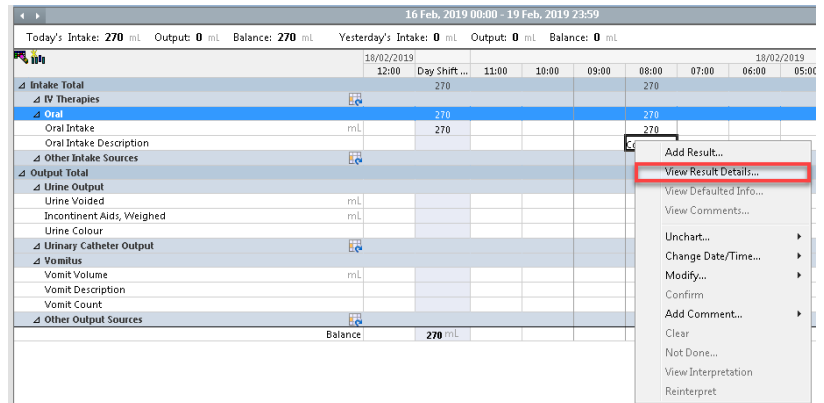 16 Feb, 2019 00:00 - 19 Feb, 2019 23:59
Today's Intake: 270 mL Output: 0 mL Balance: 270 mL Yesterday's Intake: 0 mL Output: 0 mL Balance: 0 mL
18/02/2019 18/02/2019
12:00 Day Shift ... 11:00 10:00 09:00 08:00 07:00 06:00 05:00
Intake Total 270 270
IV Therapies
Oral 270 270
Oral Intake mL 270 270
Oral Intake Description
Other Intake Sources
Output Total
Urine Output
Urine Voided mL
Incontinent Aids, Weighed mL
Urine Colour
Urinary Catheter Output
Vomitus
Vomit Volume mL
Vomit Description
Vomit Count
Other Output Sources
Balance 270 mL
Add Result...
View Result Details...
View Defaulted Info...
View Comments...
Unchart...
Change Date/Time...
Modify...
Confirm
Add Comment...
Clear
Not Done...
View Interpretation
Reinterpret